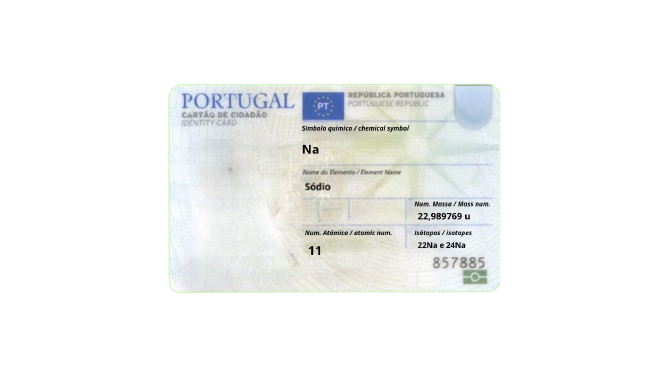 PORTUGAL
CARTÃO DE CIDADÃO
IDENTITY CARD
PT
REPÚBLICA PORTUGUESA
PORTUGUESE REPUBLIC
Símbolo químico / chemical symbol
Na
Nome do Elemento / Element Name
Sódio
Num. Massa / Mass num.
22,989769 u
Num. Atómico / atomic num.
11
Isótopos / isotopes
22Na e 24Na
857885